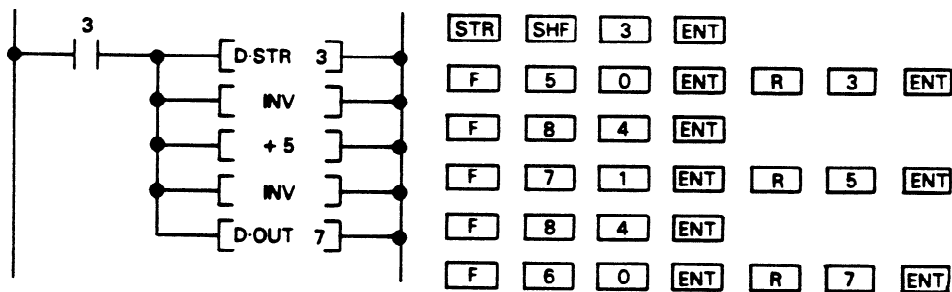 3
D·STR 3
INV
+ 5
INV
D·OUT 7
STR SHF 3 ENT
F 5 0 ENT R 3 ENT
F 8 4 ENT
F 7 1 ENT R 5 ENT
F 8 4 ENT
F 6 0 ENT R 7 ENT